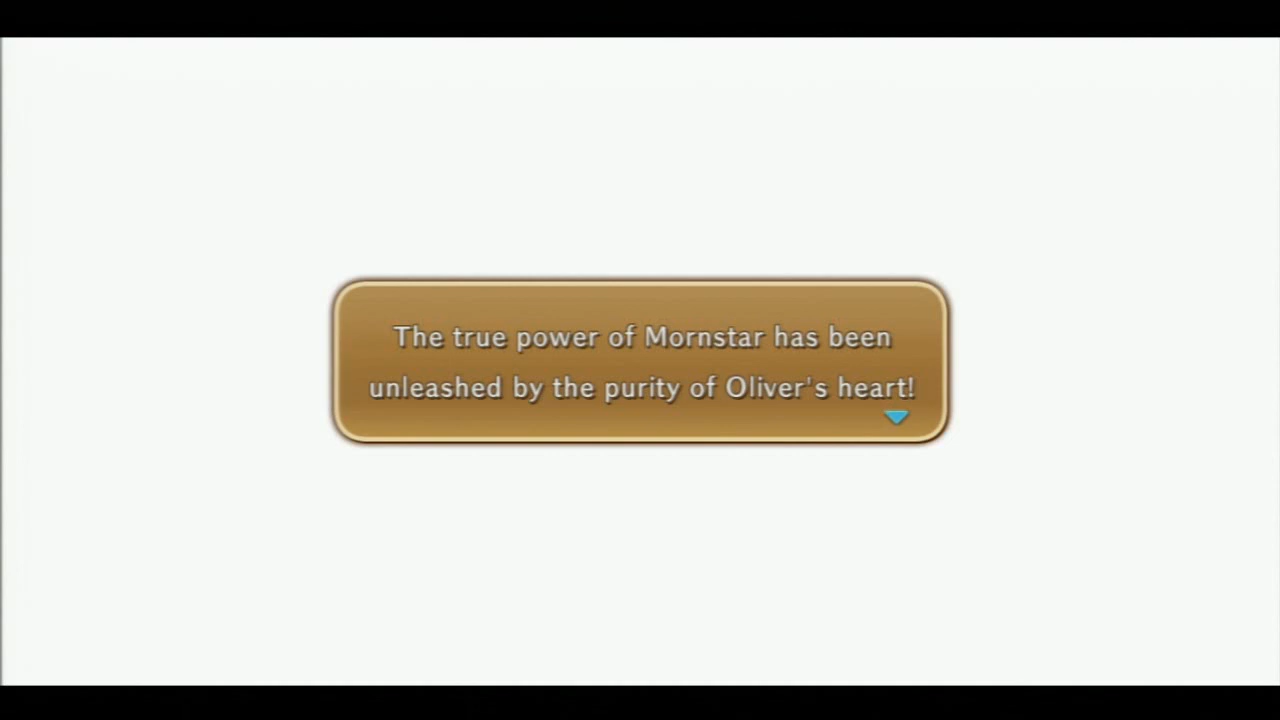 The true power of Mornstar has been
unleashed by the purity of Oliver's heart!